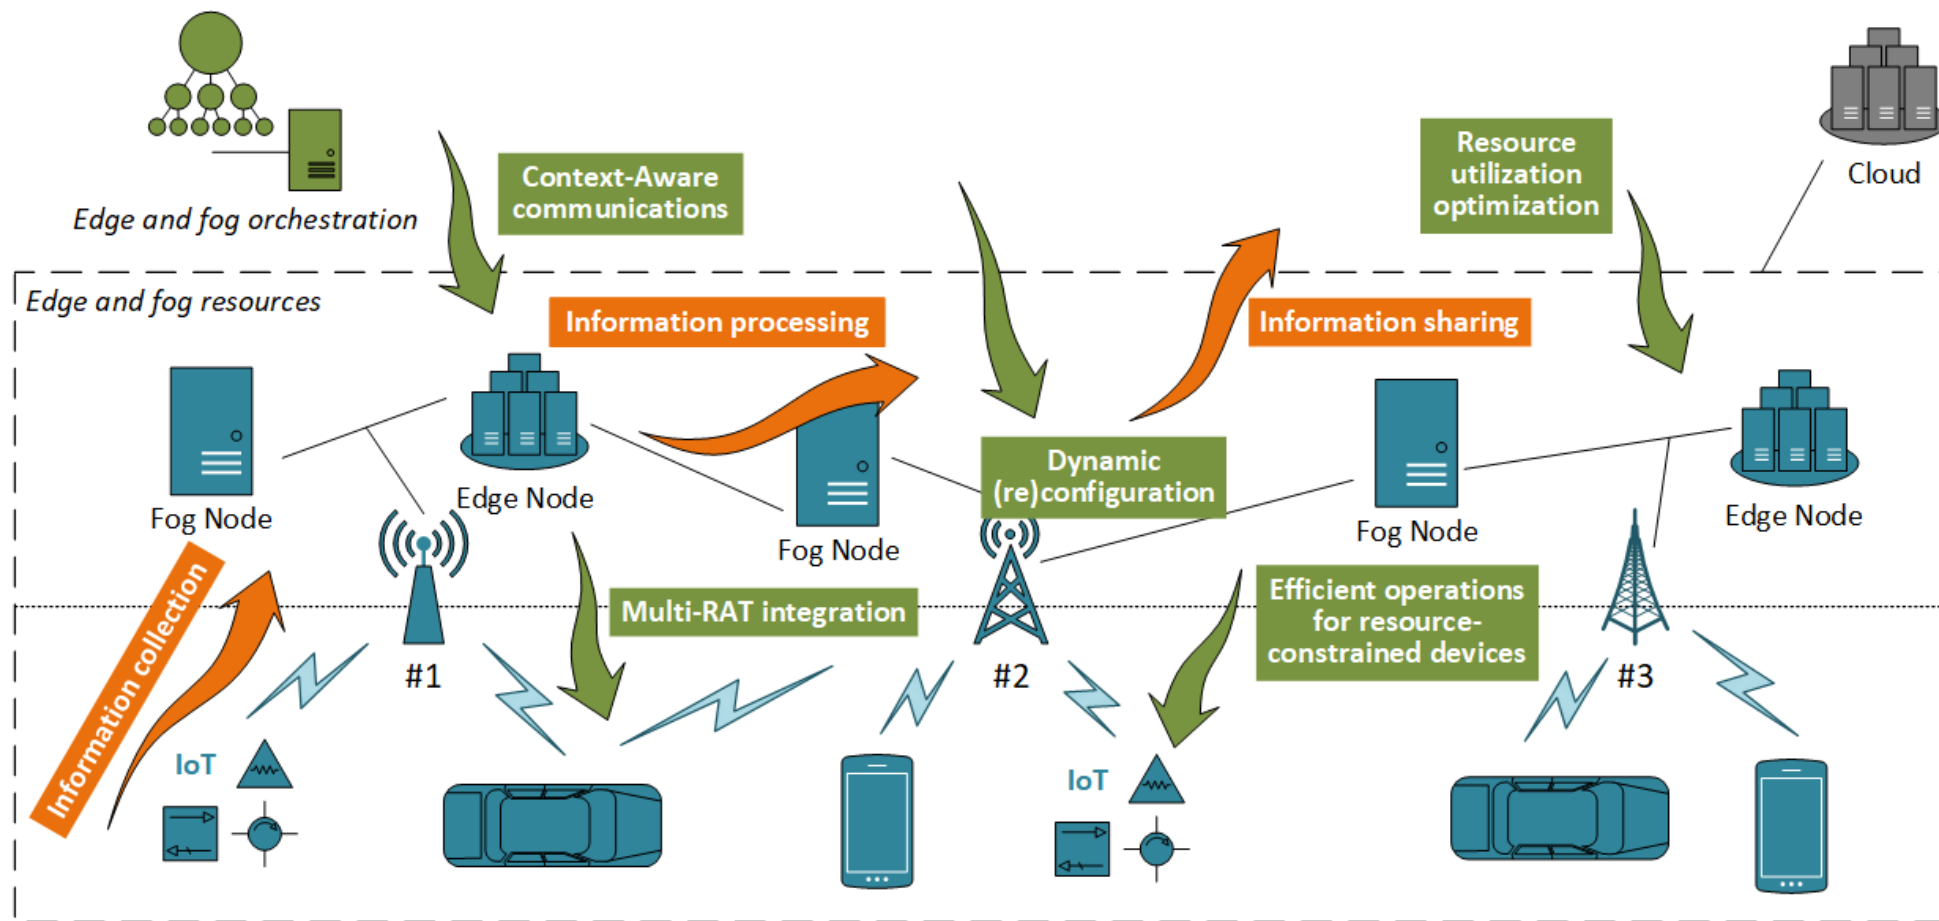 Edge and fog orchestration
Context-Aware
communications
Resource
utilization
optimization
Cloud
Edge and fog resources
Information processing
Information sharing
Fog Node
Edge Node
Fog Node
Dynamic
(re)configuration
Fog Node
Edge Node
Information collection
Multi-RAT integration
Efficient operations
for resource-
constrained devices
#1
#2
#3
IoT
IoT